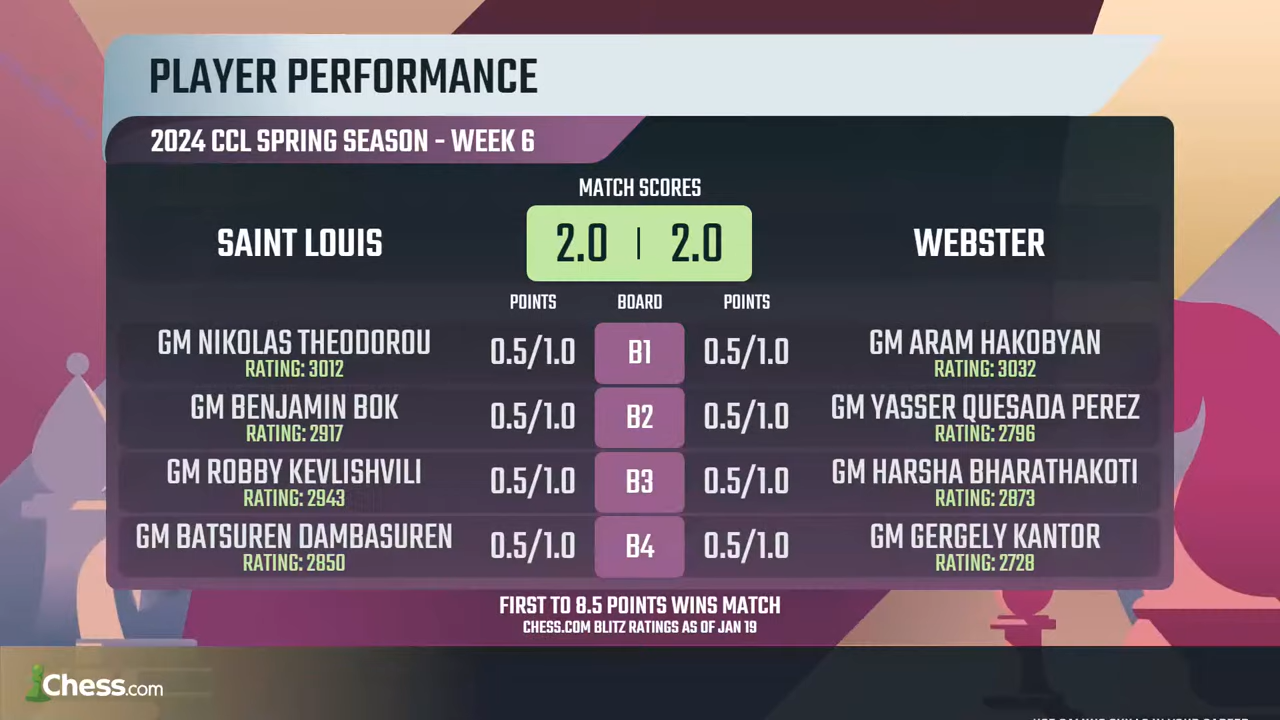 PLAYER PERFORMANCE
2024 CCL SPRING SEASON - WEEK 6
MATCH SCORES
SAINT LOUIS 2.0 | 2.0 WEBSTER
POINTS BOARD POINTS
GM NIKOLAS THEODOROU 0.5/1.0 B1 0.5/1.0 GM ARAM HAKOBYAN
RATING: 3012 RATING: 3032
GM BENJAMIN BOK 0.5/1.0 B2 0.5/1.0 GM YASSER QUESADA PEREZ
RATING: 2917 RATING: 2796
GM ROBBY KEVLISHVILI 0.5/1.0 B3 0.5/1.0 GM HARSHA BHARATHAKOTI
RATING: 2943 RATING: 2873
GM BATSUREN DAMBASUREN 0.5/1.0 B4 0.5/1.0 GM GERGELY KANTOR
RATING: 2850 RATING: 2728
FIRST TO 8.5 POINTS WINS MATCH
CHESS.COM BLITZ RATINGS AS OF JAN 19
Chess.com